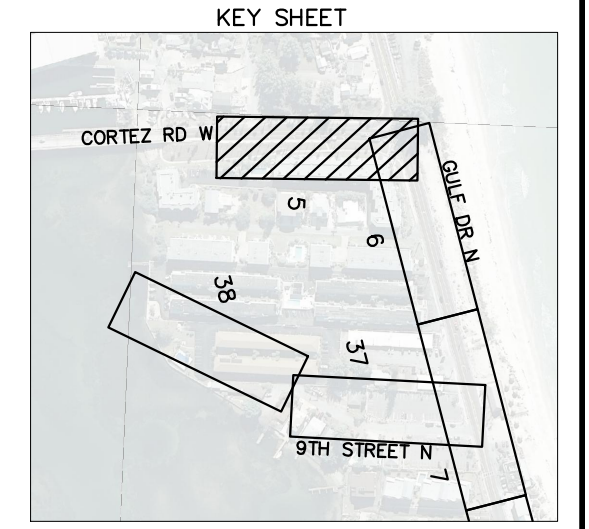 KEY SHEET
CORTEZ RD W
GULF DR N
5
6
38
37
9TH STREET N
7